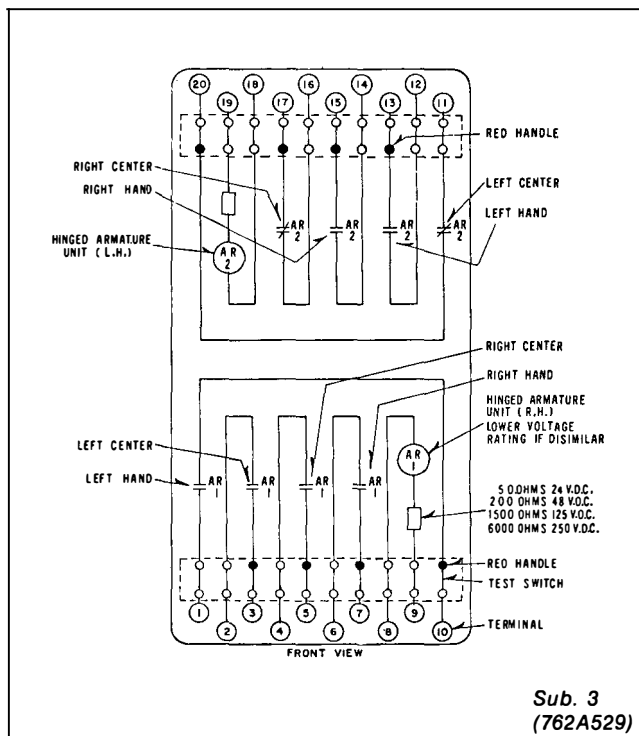 20 18 16 14 12
19 17 15 13 11
RED HANDLE
RIGHT CENTER
RIGHT HAND
LEFT CENTER
LEFT HAND
AR
2
AR
2
AR
2
AR
2
HINGED ARMATURE
UNIT (L.H.)
AR
2
RIGHT CENTER
RIGHT HAND
HINGED ARMATURE
UNIT (R.H.)
LOWER VOLTAGE
RATING IF DISIMILAR
LEFT CENTER
LEFT HAND
AR
1
AR
1
AR
1
AR
1
AR
1
50 OHMS 24 V.D.C.
200 OHMS 48 V.D.C.
1500 OHMS 125 V.D.C.
6000 OHMS 250 V.D.C.
RED HANDLE
TEST SWITCH
1 3 5 7 9
2 4 6 8 10
TERMINAL
FRONT VIEW
Sub. 3
(762A529)